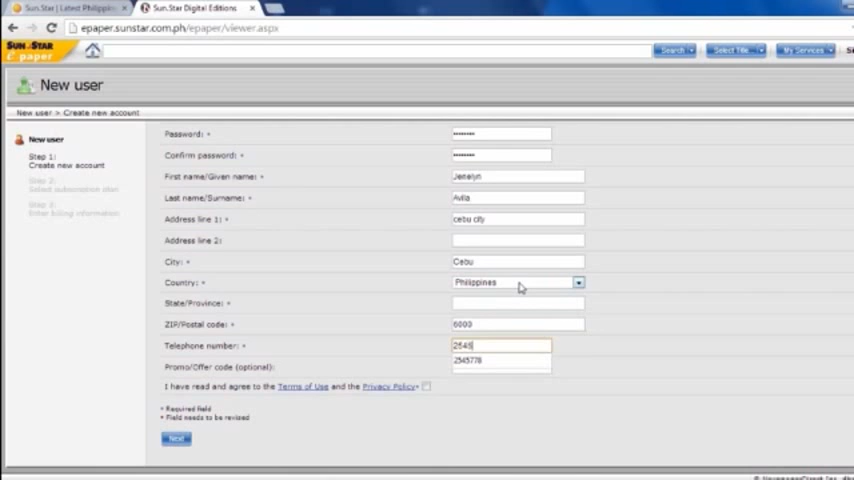 Sun.Star | Latest Philippin
Sun.Star Digital Editions
epaper.sunstar.com.ph/epaper/viewer.aspx
SUN STAR
e paper
Search
Select Title
My Services
New user
New user > Create new account
New user
Step 1:
Create new account
Step 2:
Select subscription plan
Step 3:
Enter billing information
Password: •
Confirm password: •
First name/Given name: •
Jenelyn
Last name/Surname: •
Avila
Address line 1: •
cebu city
Address line 2:
City: •
Cebu
Country: •
Philippines
State/Province: •
ZIP/Postal code: •
6000
Telephone number: •
2545
2545778
Promo/Offer code (optional):
I have read and agree to the Terms of Use and the Privacy Policy•
• Required field
• Field needs to be revised
Next